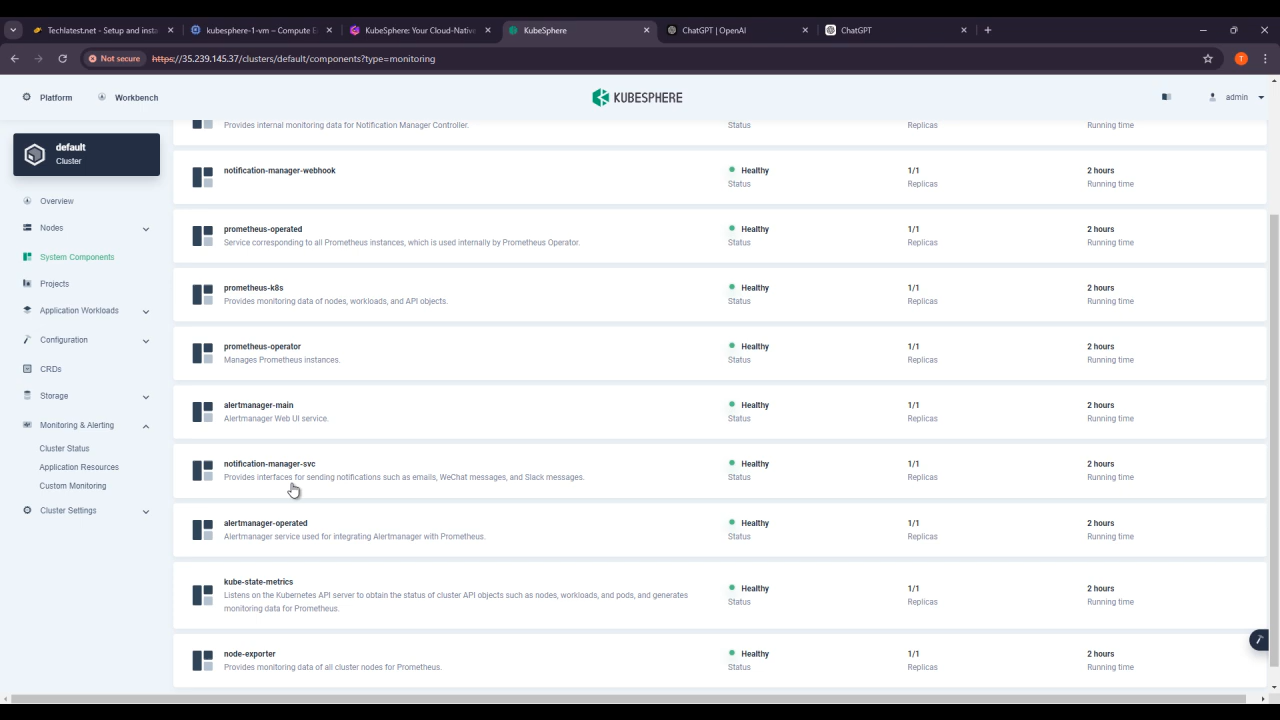 Techlatest.net - Setup and insta
kubesphere-1-vm – Compute E
KubeSphere: Your Cloud-Native
KubeSphere
ChatGPT | OpenAI
ChatGPT
Not secure
https://35.239.145.37/clusters/default/components?type=monitoring
T
Platform
Workbench
KUBESPHERE
admin
default
Cluster
Overview
Nodes
System Components
Projects
Application Workloads
Configuration
CRDs
Storage
Monitoring & Alerting
Cluster Status
Application Resources
Custom Monitoring
Cluster Settings
Provides internal monitoring data for Notification Manager Controller.
Status
Replicas
Running time
notification-manager-webhook
Healthy
Status
1/1
Replicas
2 hours
Running time
prometheus-operated
Service corresponding to all Prometheus instances, which is used internally by Prometheus Operator.
Healthy
Status
1/1
Replicas
2 hours
Running time
prometheus-k8s
Provides monitoring data of nodes, workloads, and API objects.
Healthy
Status
1/1
Replicas
2 hours
Running time
prometheus-operator
Manages Prometheus instances.
Healthy
Status
1/1
Replicas
2 hours
Running time
alertmanager-main
Alertmanager Web UI service.
Healthy
Status
1/1
Replicas
2 hours
Running time
notification-manager-svc
Provides interfaces for sending notifications such as emails, WeChat messages, and Slack messages.
Healthy
Status
1/1
Replicas
2 hours
Running time
alertmanager-operated
Alertmanager service used for integrating Alertmanager with Prometheus.
Healthy
Status
1/1
Replicas
2 hours
Running time
kube-state-metrics
Listens on the Kubernetes API server to obtain the status of cluster API objects such as nodes, workloads, and pods, and generates
monitoring data for Prometheus.
Healthy
Status
1/1
Replicas
2 hours
Running time
node-exporter
Provides monitoring data of all cluster nodes for Prometheus.
Healthy
Status
1/1
Replicas
2 hours
Running time